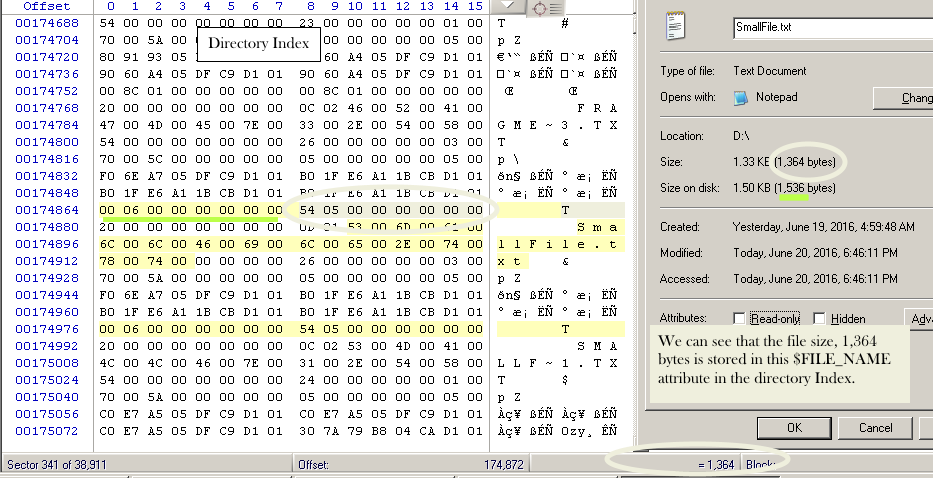 Offset 0 1 2 3 4 5 6 7 8 9 10 11 12 13 14 15
00174688 54 00 00 00 00 00 00 00 23 00 00 00 00 00 01 00 T #
00174704 70 00 5A 00 00 00 00 00 05 00 p Z
Directory Index
00174720 80 91 93 05 60 A4 05 DF C9 D1 01
00174736 90 60 A4 05 DF C9 D1 01 90 60 A4 05 DF C9 D1 01
00174752 00 8C 01 00 00 00 00 00 00 8C 01 00 00 00 00 00 Œ Œ
00174768 20 00 00 00 00 00 00 00 0C 02 46 00 52 00 41 00 F R A
00174784 47 00 4D 00 45 00 7E 00 33 00 2E 00 54 00 58 00 G M E ~ 3 . T X
00174800 54 00 00 00 00 00 00 00 26 00 00 00 00 00 03 00 T &
00174816 70 00 5C 00 00 00 00 00 05 00 00 00 00 00 05 00 p \
00174832 F0 6E A7 05 DF C9 D1 01 B0 1F E6 A1 1B CB D1 01 ðn§ ßÉÑ ° æ¡ ËÑ
00174848 B0 1F E6 A1 1B CB D1 01 B0 1F E6 A1 1B CB D1 01 ° æ¡ ËÑ ° æ¡ ËÑ
00174864 00 06 00 00 00 00 00 00 54 05 00 00 00 00 00 00 T
00174880 20 00 00 00 00 00 00 00 53 00 6D 00 S m a
00174896 6C 00 6C 00 46 00 69 00 6C 00 65 00 2E 00 74 00 l l F i l e . t
00174912 78 00 74 00 00 00 00 00 26 00 00 00 00 00 03 00 x t &
00174928 70 00 5A 00 00 00 00 00 05 00 00 00 00 00 05 00 p Z
00174944 F0 6E A7 05 DF C9 D1 01 B0 1F E6 A1 1B CB D1 01 ðn§ ßÉÑ ° æ¡ ËÑ
00174960 B0 1F E6 A1 1B CB D1 01 B0 1F E6 A1 1B CB D1 01 ° æ¡ ËÑ ° æ¡ ËÑ
00174976 00 06 00 00 00 00 00 00 54 05 00 00 00 00 00 00 T
00174992 20 00 00 00 00 00 00 00 0C 02 53 00 4D 00 41 00 S M A
00175008 4C 00 4C 00 46 00 7E 00 31 00 2E 00 54 00 58 00 L L F ~ 1 . T X
00175024 54 00 00 00 00 00 00 00 24 00 00 00 00 00 01 00 T $
00175040 70 00 5A 00 00 00 00 00 05 00 00 00 00 00 05 00 p Z
00175056 C0 E7 A5 05 DF C9 D1 01 C0 E7 A5 05 DF C9 D1 01 Àç¥ ßÉÑ Àç¥ ßÉÑ
00175072 C0 E7 A5 05 DF C9 D1 01 30 7A 79 B8 04 CA D1 01 Àç¥ ßÉÑ 0zy¸ ÊÑ
Sector 341 of 38,911 Offset: 174,872 = 1,364 Block:
SmallFile.txt
Type of file: Text Document
Opens with: Notepad Chang
Location: D:\
Size: 1.33 KB (1,364 bytes)
Size on disk: 1.50 KB (1,536 bytes)
Created: Yesterday, June 19, 2016, 4:59:48 AM
Modified: Today, June 20, 2016, 6:46:11 PM
Accessed: Today, June 20, 2016, 6:46:11 PM
Attributes: Read-only Hidden Adv
We can see that the file size, 1,364
bytes is stored in this $FILE_NAME
attribute in the directory Index.
OK Cancel